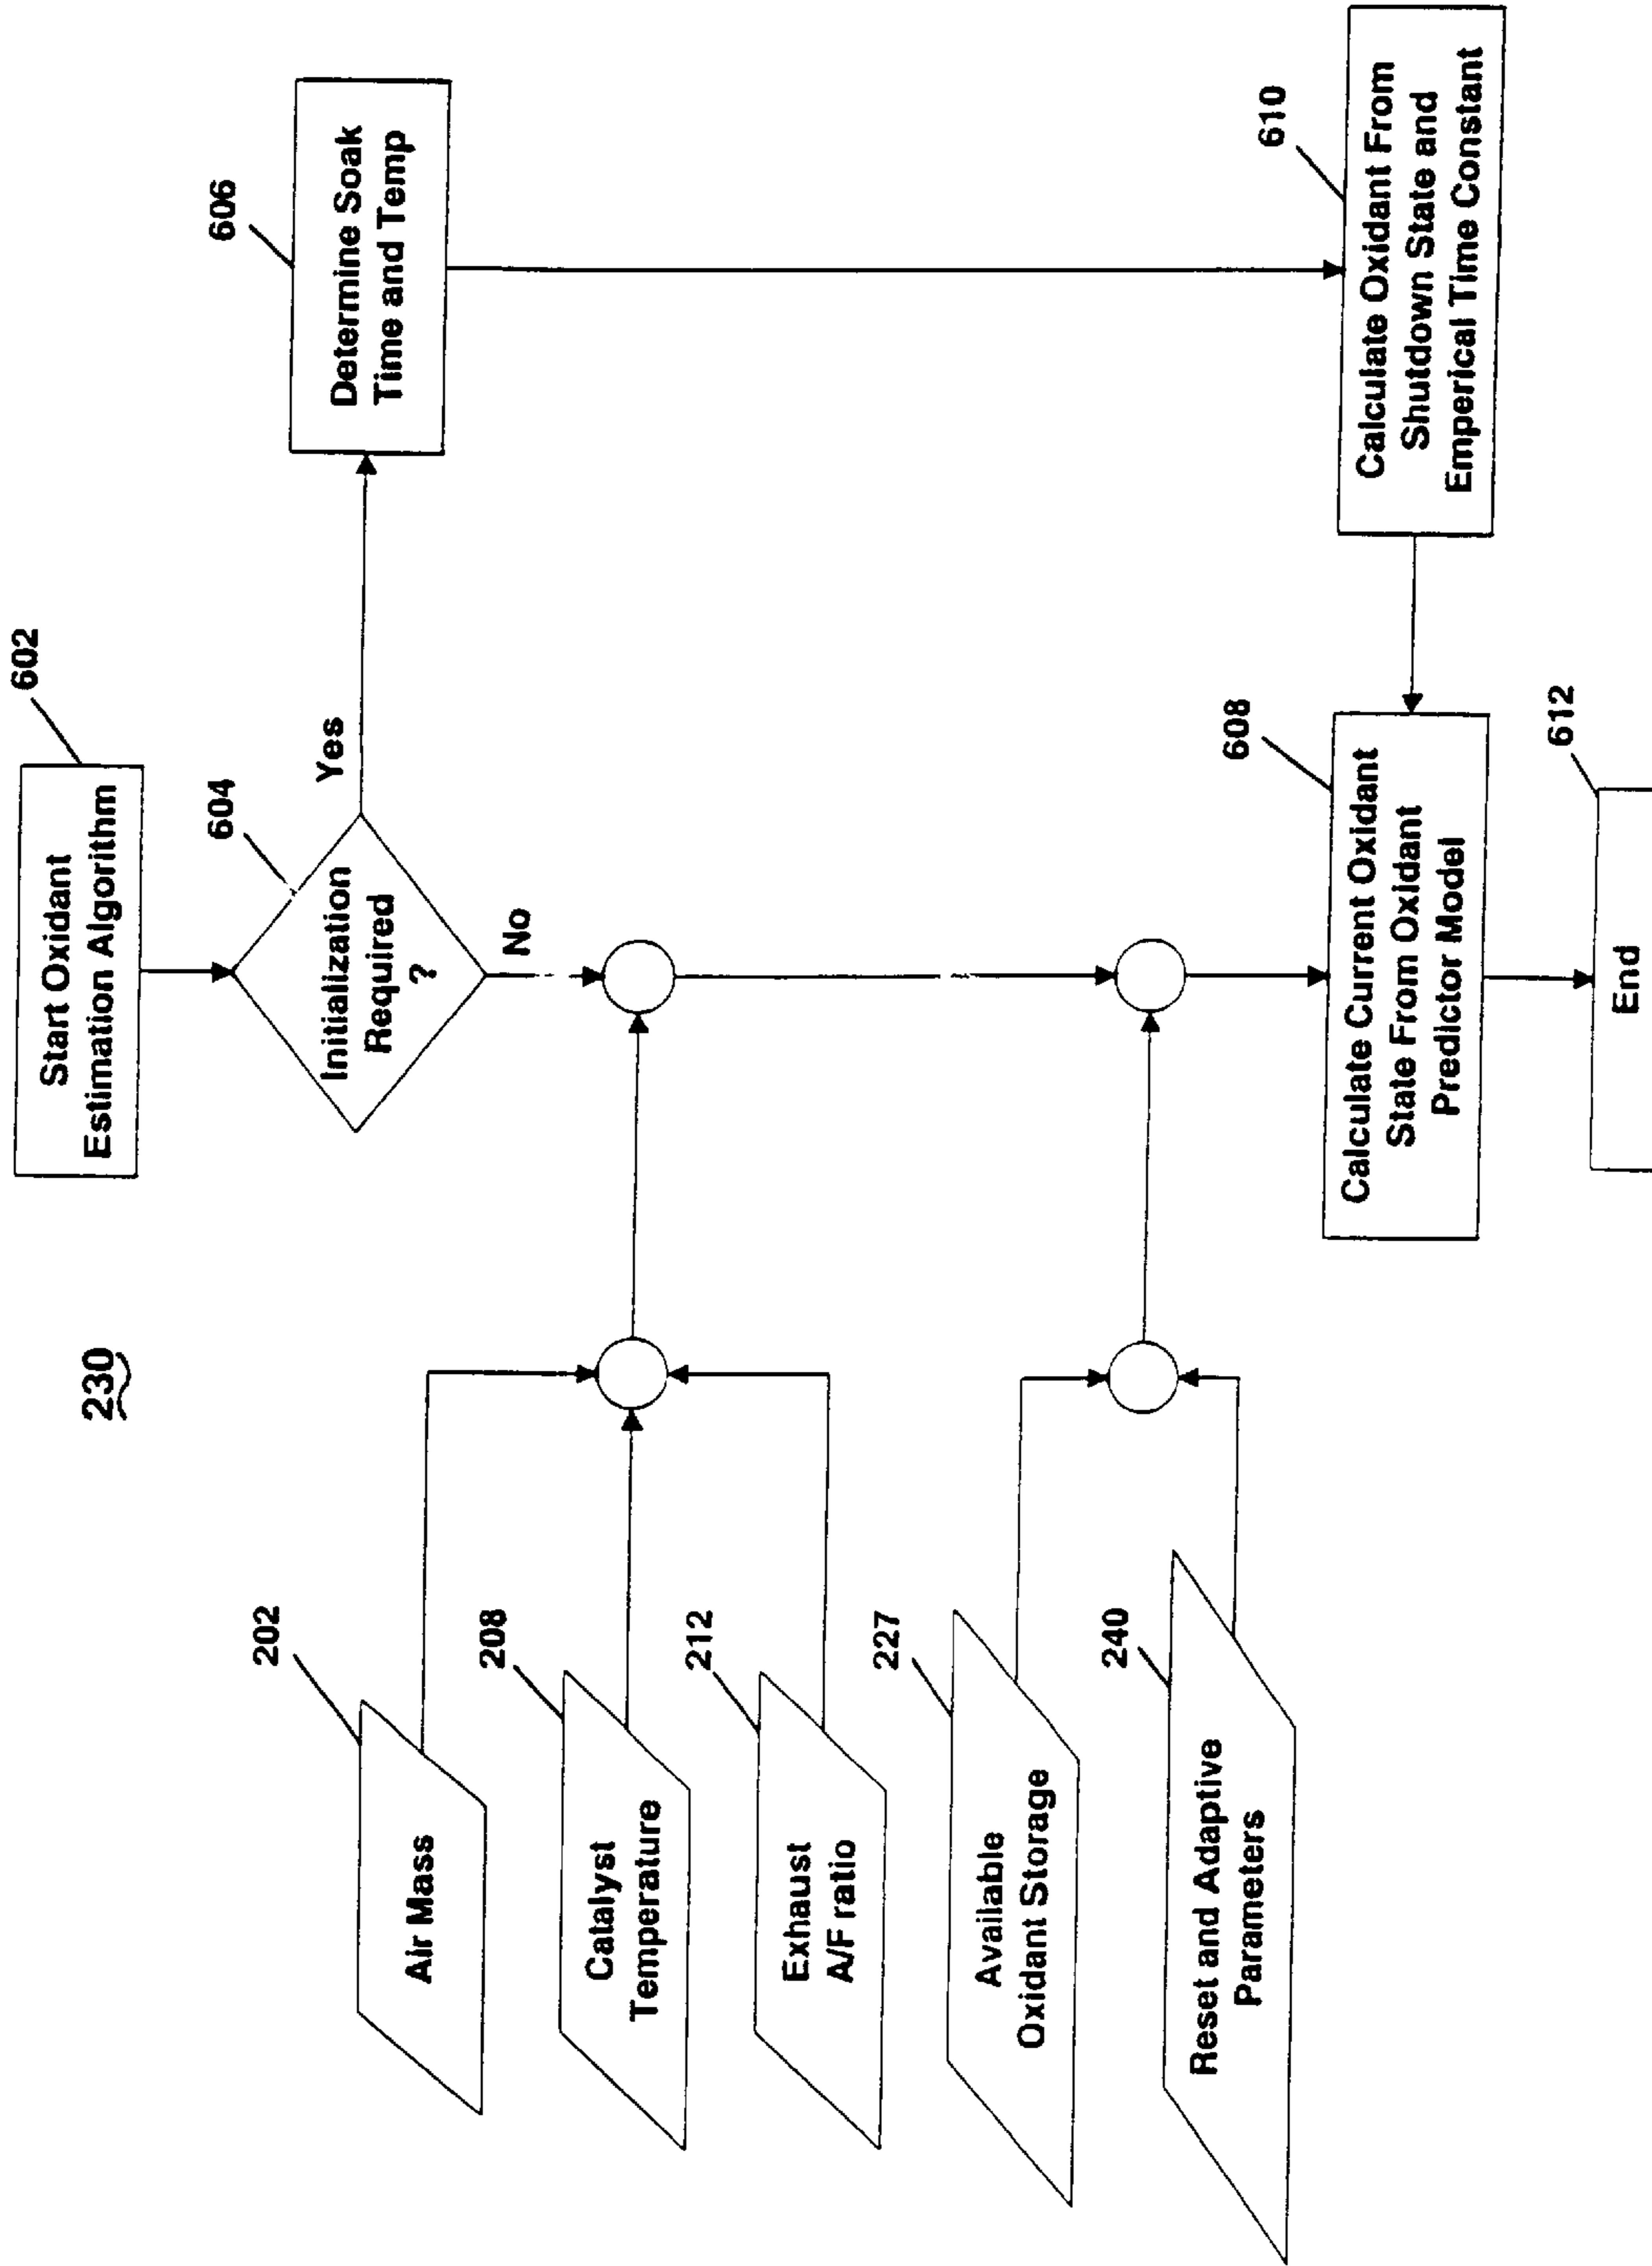 230
602
Start Oxidant
Estimation Algorithm
604
Initialization
Required
?
Yes
No
606
Determine Soak
Time and Temp
202
Air Mass
208
Catalyst
Temperature
212
Exhaust
A/F ratio
227
Available
Oxidant Storage
240
Reset and Adaptive
Parameters
608
Calculate Current Oxidant
State From Oxidant
Predictor Model
610
Calculate Oxidant From
Shutdown State and
Emperical Time Constant
612
End